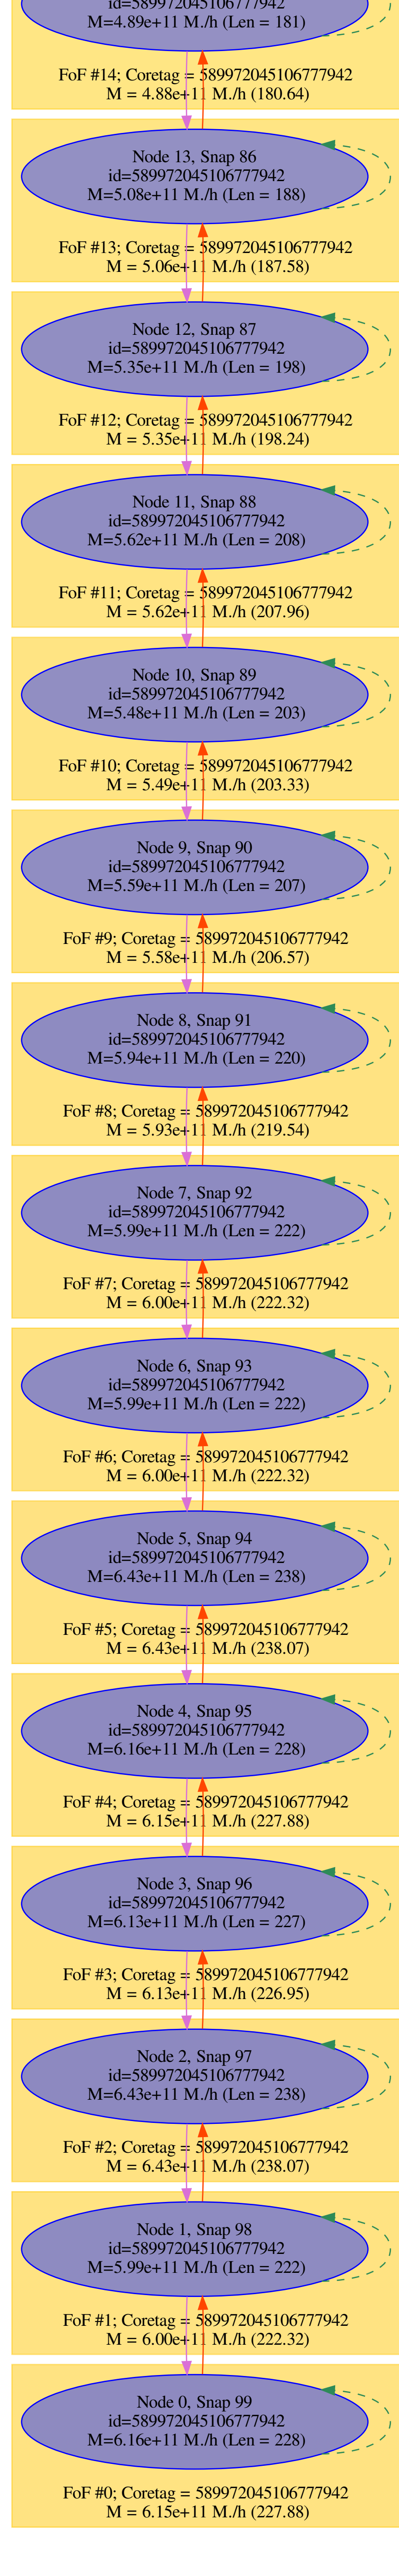 id=589972045106777942
M=4.89e+11 M./h (Len = 181)
FoF #14; Coretag = 589972045106777942
M = 4.88e+11 M./h (180.64)
Node 13, Snap 86
id=589972045106777942
M=5.08e+11 M./h (Len = 188)
FoF #13; Coretag = 589972045106777942
M = 5.06e+11 M./h (187.58)
Node 12, Snap 87
id=589972045106777942
M=5.35e+11 M./h (Len = 198)
FoF #12; Coretag = 589972045106777942
M = 5.35e+11 M./h (198.24)
Node 11, Snap 88
id=589972045106777942
M=5.62e+11 M./h (Len = 208)
FoF #11; Coretag = 589972045106777942
M = 5.62e+11 M./h (207.96)
Node 10, Snap 89
id=589972045106777942
M=5.48e+11 M./h (Len = 203)
FoF #10; Coretag = 589972045106777942
M = 5.49e+11 M./h (203.33)
Node 9, Snap 90
id=589972045106777942
M=5.59e+11 M./h (Len = 207)
FoF #9; Coretag = 589972045106777942
M = 5.58e+11 M./h (206.57)
Node 8, Snap 91
id=589972045106777942
M=5.94e+11 M./h (Len = 220)
FoF #8; Coretag = 589972045106777942
M = 5.93e+11 M./h (219.54)
Node 7, Snap 92
id=589972045106777942
M=5.99e+11 M./h (Len = 222)
FoF #7; Coretag = 589972045106777942
M = 6.00e+11 M./h (222.32)
Node 6, Snap 93
id=589972045106777942
M=5.99e+11 M./h (Len = 222)
FoF #6; Coretag = 589972045106777942
M = 6.00e+11 M./h (222.32)
Node 5, Snap 94
id=589972045106777942
M=6.43e+11 M./h (Len = 238)
FoF #5; Coretag = 589972045106777942
M = 6.43e+11 M./h (238.07)
Node 4, Snap 95
id=589972045106777942
M=6.16e+11 M./h (Len = 228)
FoF #4; Coretag = 589972045106777942
M = 6.15e+11 M./h (227.88)
Node 3, Snap 96
id=589972045106777942
M=6.13e+11 M./h (Len = 227)
FoF #3; Coretag = 589972045106777942
M = 6.13e+11 M./h (226.95)
Node 2, Snap 97
id=589972045106777942
M=6.43e+11 M./h (Len = 238)
FoF #2; Coretag = 589972045106777942
M = 6.43e+11 M./h (238.07)
Node 1, Snap 98
id=589972045106777942
M=5.99e+11 M./h (Len = 222)
FoF #1; Coretag = 589972045106777942
M = 6.00e+11 M./h (222.32)
Node 0, Snap 99
id=589972045106777942
M=6.16e+11 M./h (Len = 228)
FoF #0; Coretag = 589972045106777942
M = 6.15e+11 M./h (227.88)